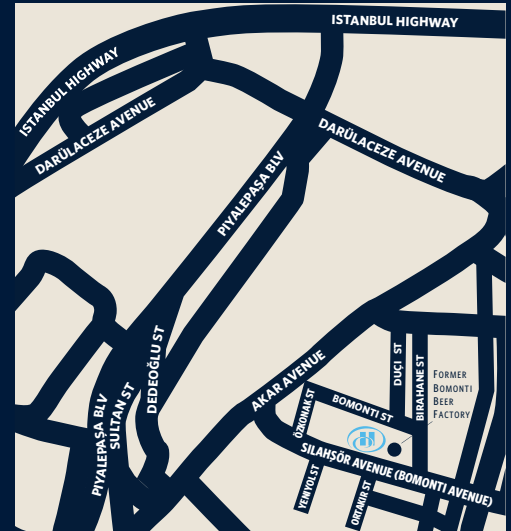 ISTANBUL HIGHWAY
ISTANBUL HIGHWAY
DARÜLACEZE AVENUE
DARÜLACEZE AVENUE
PIYALEPAŞA BLV
DEDEOĞLU ST
PIYALEPAŞA BLV
SULTAN ST
AKAR AVENUE
DUÇI ST
BIRAHANE ST
FORMER
BOMONTI
BEER
FACTORY
BOMONTI ST
ÖZKONAK ST
H
SILAHŞÖR AVENUE (BOMONTI AVENUE)
YENIYOL ST
ORTAKIR ST